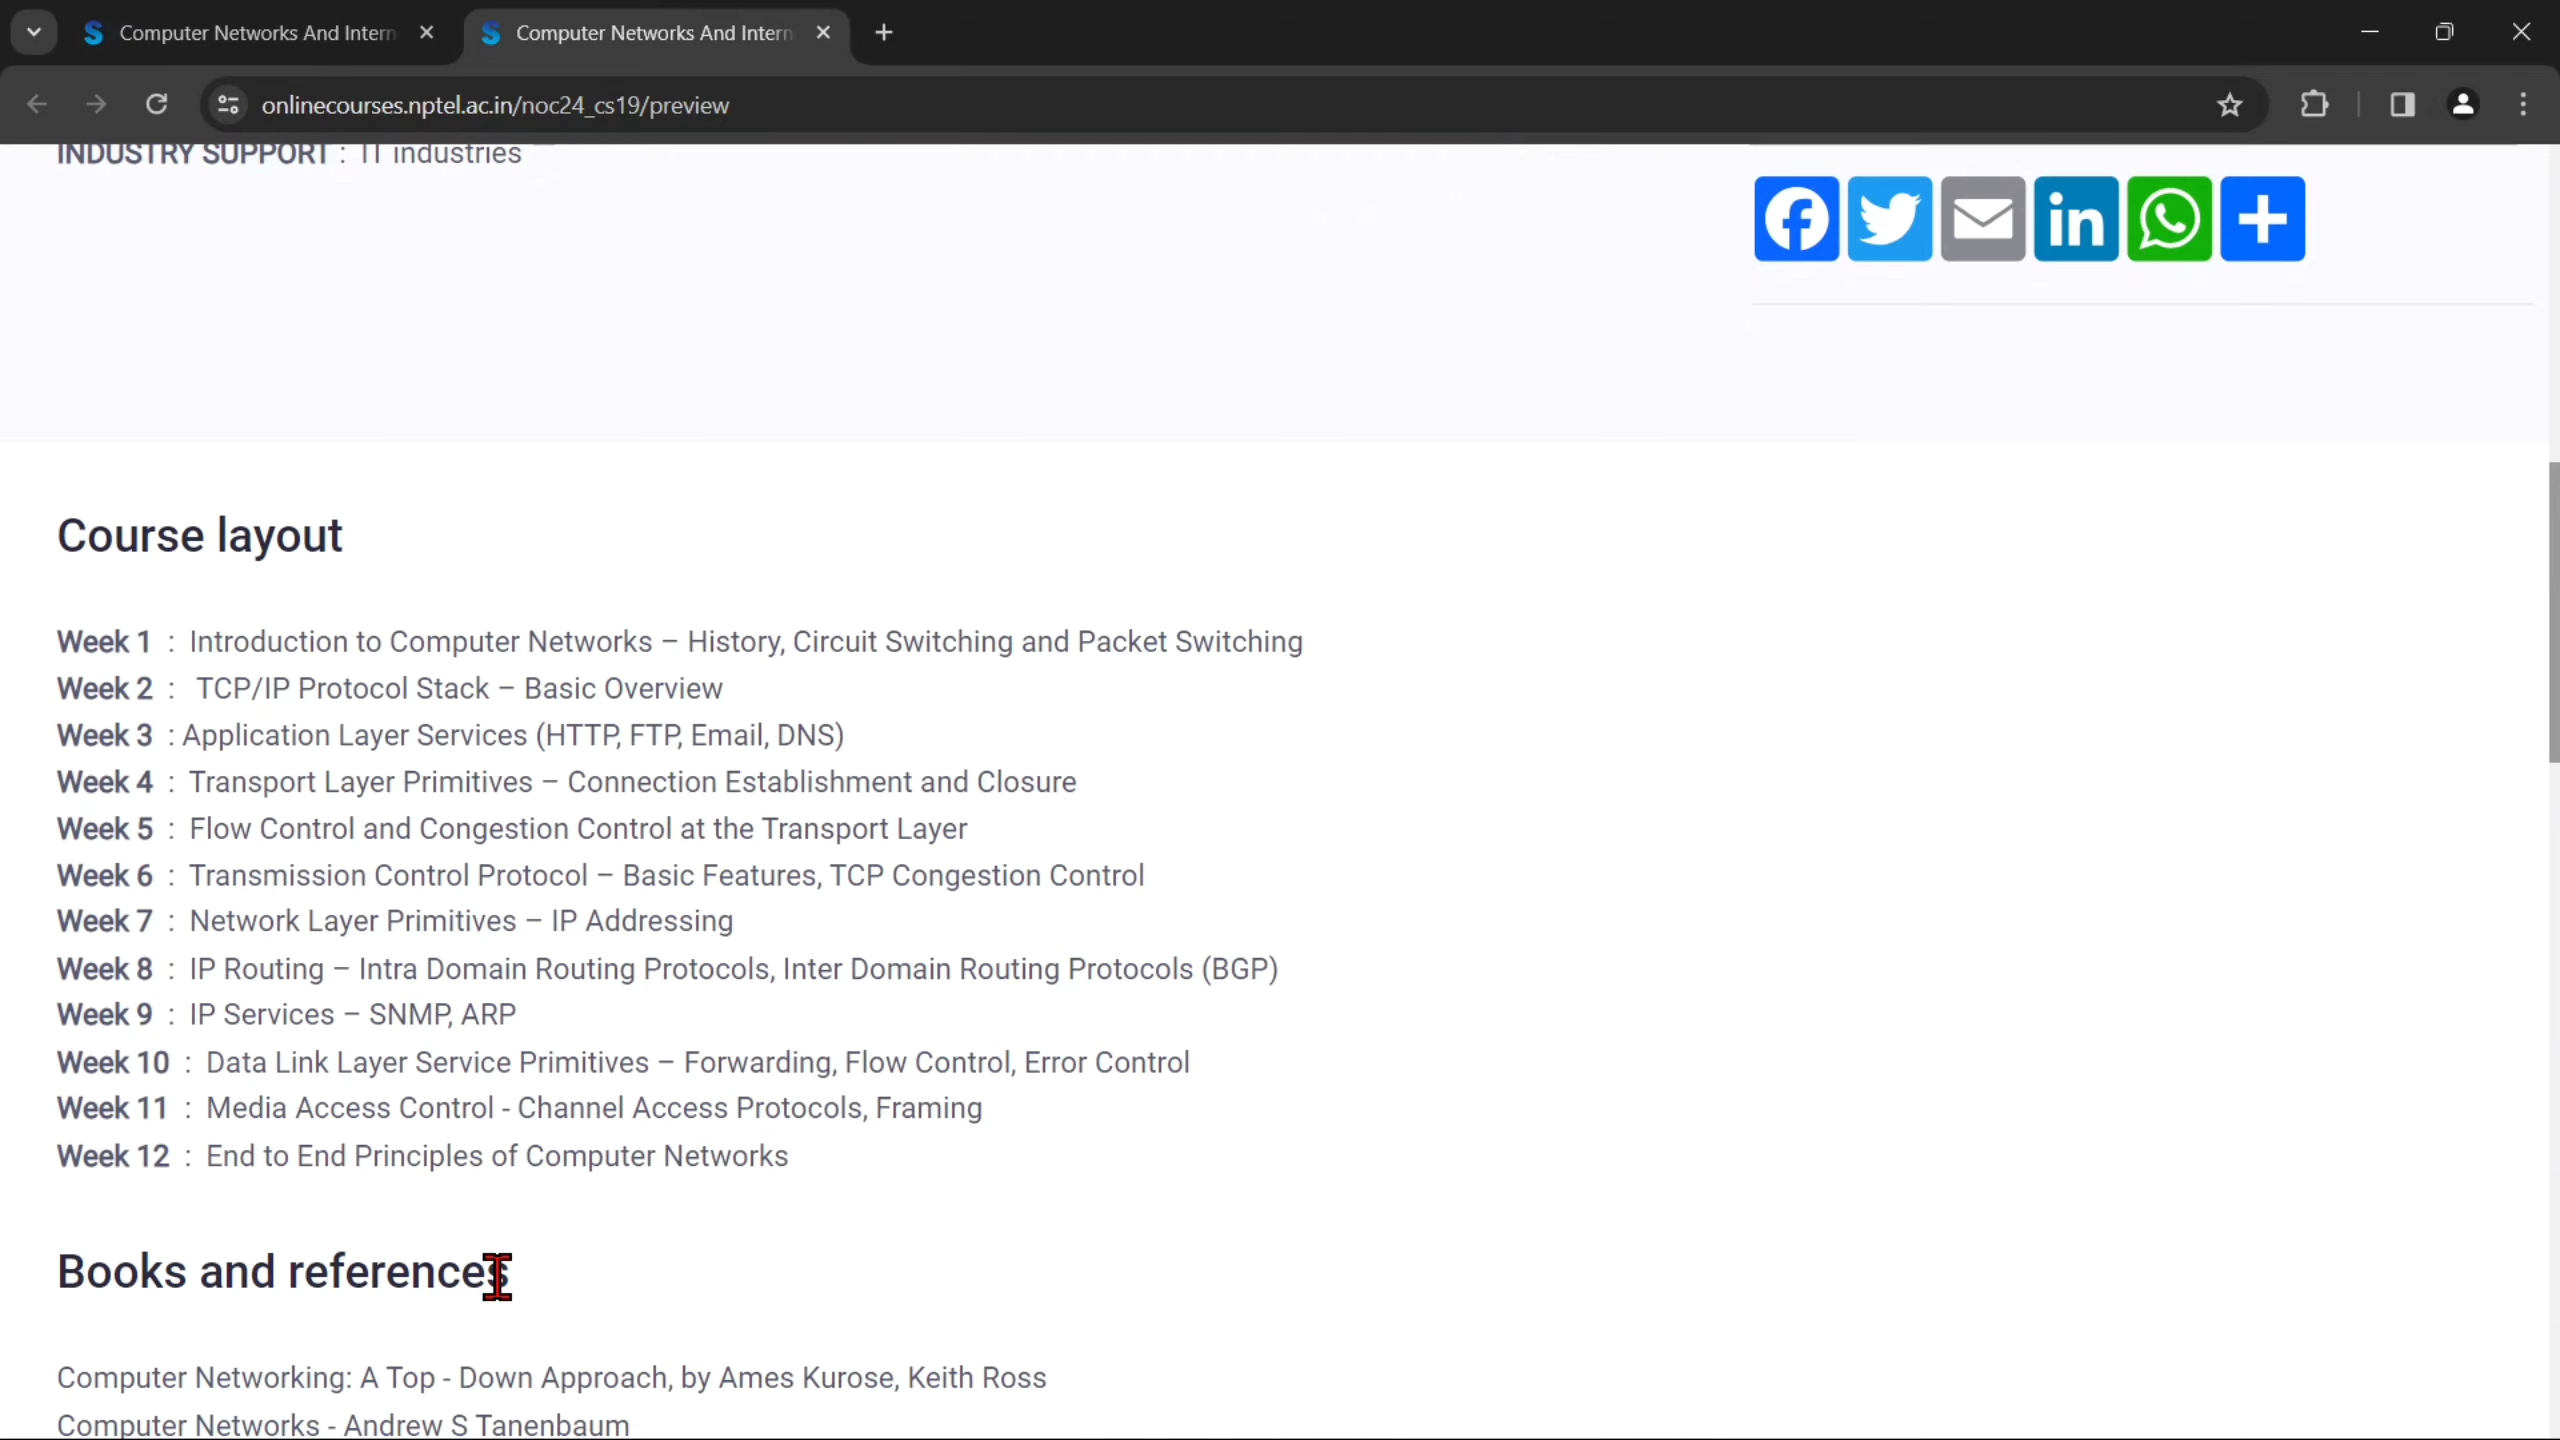 Computer Networks And Intern
Computer Networks And Intern
onlinecourses.nptel.ac.in/noc24_cs19/preview
INDUSTRY SUPPORT : IT industries
Course layout
Week 1 : Introduction to Computer Networks – History, Circuit Switching and Packet Switching
Week 2 : TCP/IP Protocol Stack – Basic Overview
Week 3 : Application Layer Services (HTTP, FTP, Email, DNS)
Week 4 : Transport Layer Primitives – Connection Establishment and Closure
Week 5 : Flow Control and Congestion Control at the Transport Layer
Week 6 : Transmission Control Protocol – Basic Features, TCP Congestion Control
Week 7 : Network Layer Primitives – IP Addressing
Week 8 : IP Routing – Intra Domain Routing Protocols, Inter Domain Routing Protocols (BGP)
Week 9 : IP Services – SNMP, ARP
Week 10 : Data Link Layer Service Primitives – Forwarding, Flow Control, Error Control
Week 11 : Media Access Control - Channel Access Protocols, Framing
Week 12 : End to End Principles of Computer Networks
Books and references
Computer Networking: A Top - Down Approach, by Ames Kurose, Keith Ross
Computer Networks - Andrew S Tanenbaum